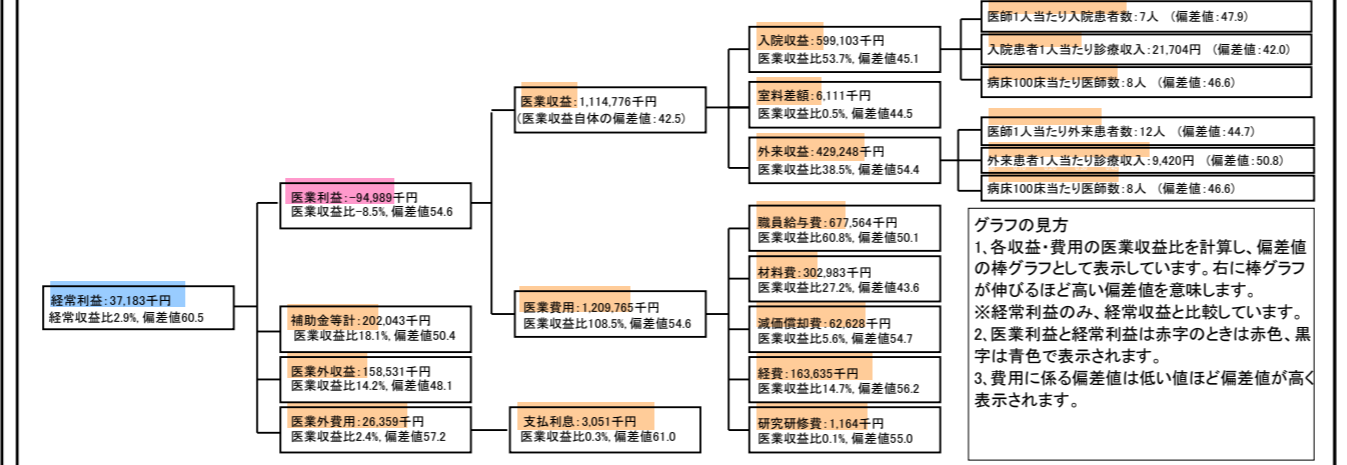 医師1人当たり入院患者数:7人 (偏差値:47.9)
入院収益:599,103千円
医業収益比53.7%, 偏差値45.1
入院患者1人当たり診療収入:21,704円 (偏差値:42.0)
病床100床当たり医師数:8人 (偏差値:46.6)
医業収益:1,114,776千円
(医業収益自体の偏差値:42.5)
室料差額:6,111千円
医業収益比0.5%, 偏差値44.5
医師1人当たり外来患者数:12人 (偏差値:44.7)
外来収益:429,248千円
医業収益比38.5%, 偏差値54.4
外来患者1人当たり診療収入:9,420円 (偏差値:50.8)
病床100床当たり医師数:8人 (偏差値:46.6)
医業利益:-94,989千円
医業収益比-8.5%, 偏差値54.6
職員給与費:677,564千円
医業収益比60.8%, 偏差値50.1
材料費:302,983千円
医業収益比27.2%, 偏差値43.6
経常利益:37,183千円
経常収益比2.9%, 偏差値60.5
医業費用:1,209,765千円
医業収益比108.5%, 偏差値54.6
補助金等計:202,043千円
医業収益比18.1%, 偏差値50.4
減価償却費:62,628千円
医業収益比5.6%, 偏差値54.7
医業外収益:158,531千円
医業収益比14.2%, 偏差値48.1
経費:163,635千円
医業収益比14.7%, 偏差値56.2
医業外費用:26,359千円
医業収益比2.4%, 偏差値57.2
支払利息:3,051千円
医業収益比0.3%, 偏差値61.0
研究研修費:1,164千円
医業収益比0.1%, 偏差値55.0
グラフの見方
1、各収益・費用の医業収益比を計算し、偏差値
の棒グラフとして表示しています。右に棒グラフ
が伸びるほど高い偏差値を意味します。
※経常利益のみ、経常収益と比較しています。
2、医業利益と経常利益は赤字のときは赤色、黒
字は青色で表示されます。
3、費用に係る偏差値は低い値ほど偏差値が高く
表示されます。